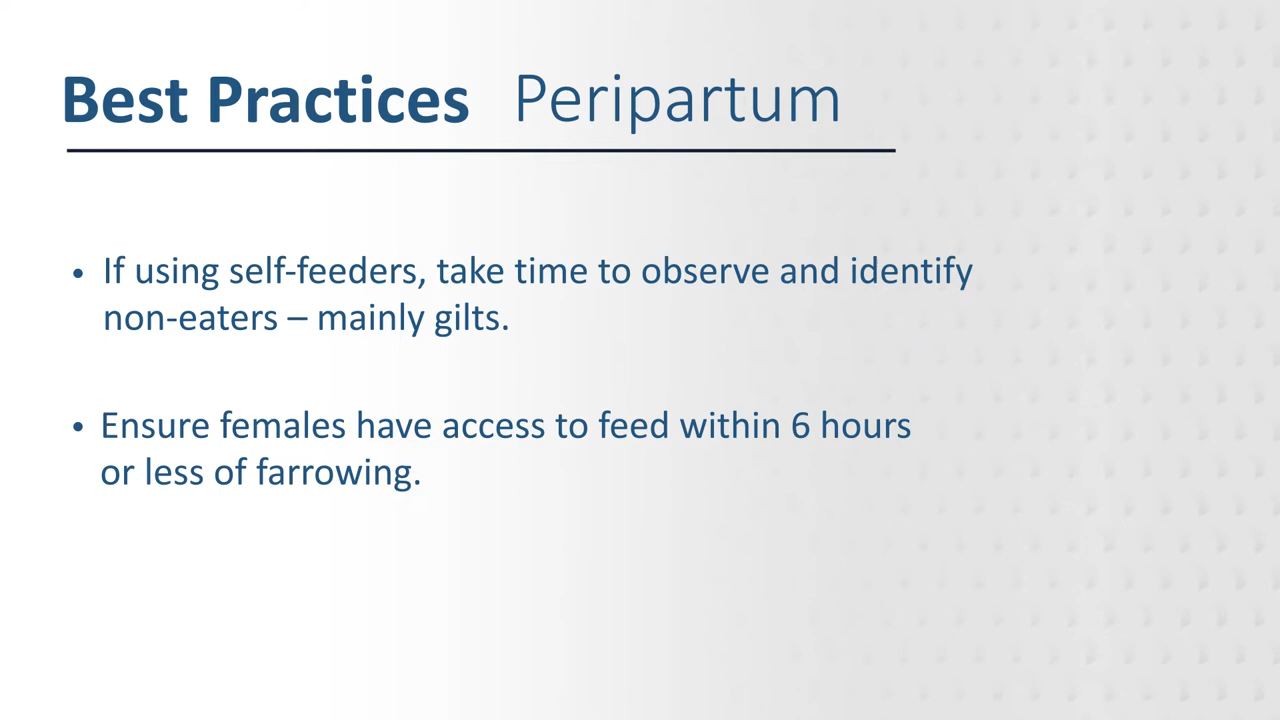 Best Practices Peripartum
• If using self-feeders, take time to observe and identify
non-eaters – mainly gilts.
• Ensure females have access to feed within 6 hours
or less of farrowing.